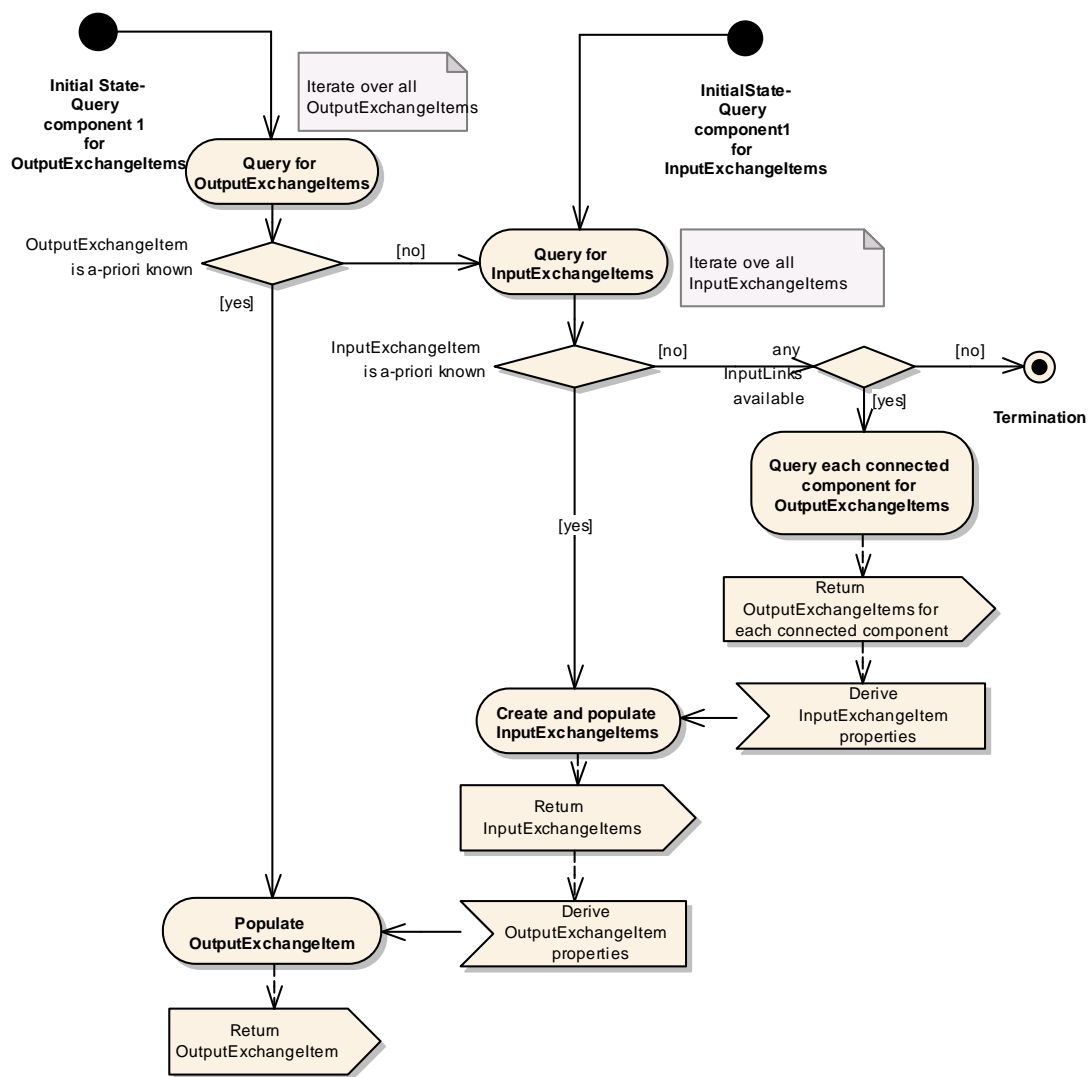 Initial State-
Query
component 1
for
OutputExchangeItems
Iterate over all
OutputExchangeItems
InitialState-
Query
component1
for
InputExchangeItems
Query for
OutputExchangeItems
OutputExchangeItem
is a-priori known
[no]
[yes]
Query for
InputExchangeItems
Iterate ove all
InputExchangeItems
InputExchangeItem
is a-priori known
[no]
any
InputLinks
available
[no]
[yes]
Termination
Query each connected
component for
OutputExchangeItems
[yes]
Return
OutputExchangeItems for
each connected component
Derive
InputExchangeItem
properties
Create and populate
InputExchangeItems
Return
InputExchangeItems
Derive
OutputExchangeItem
properties
Populate
OutputExchangeItem
Return
OutputExchangeItem